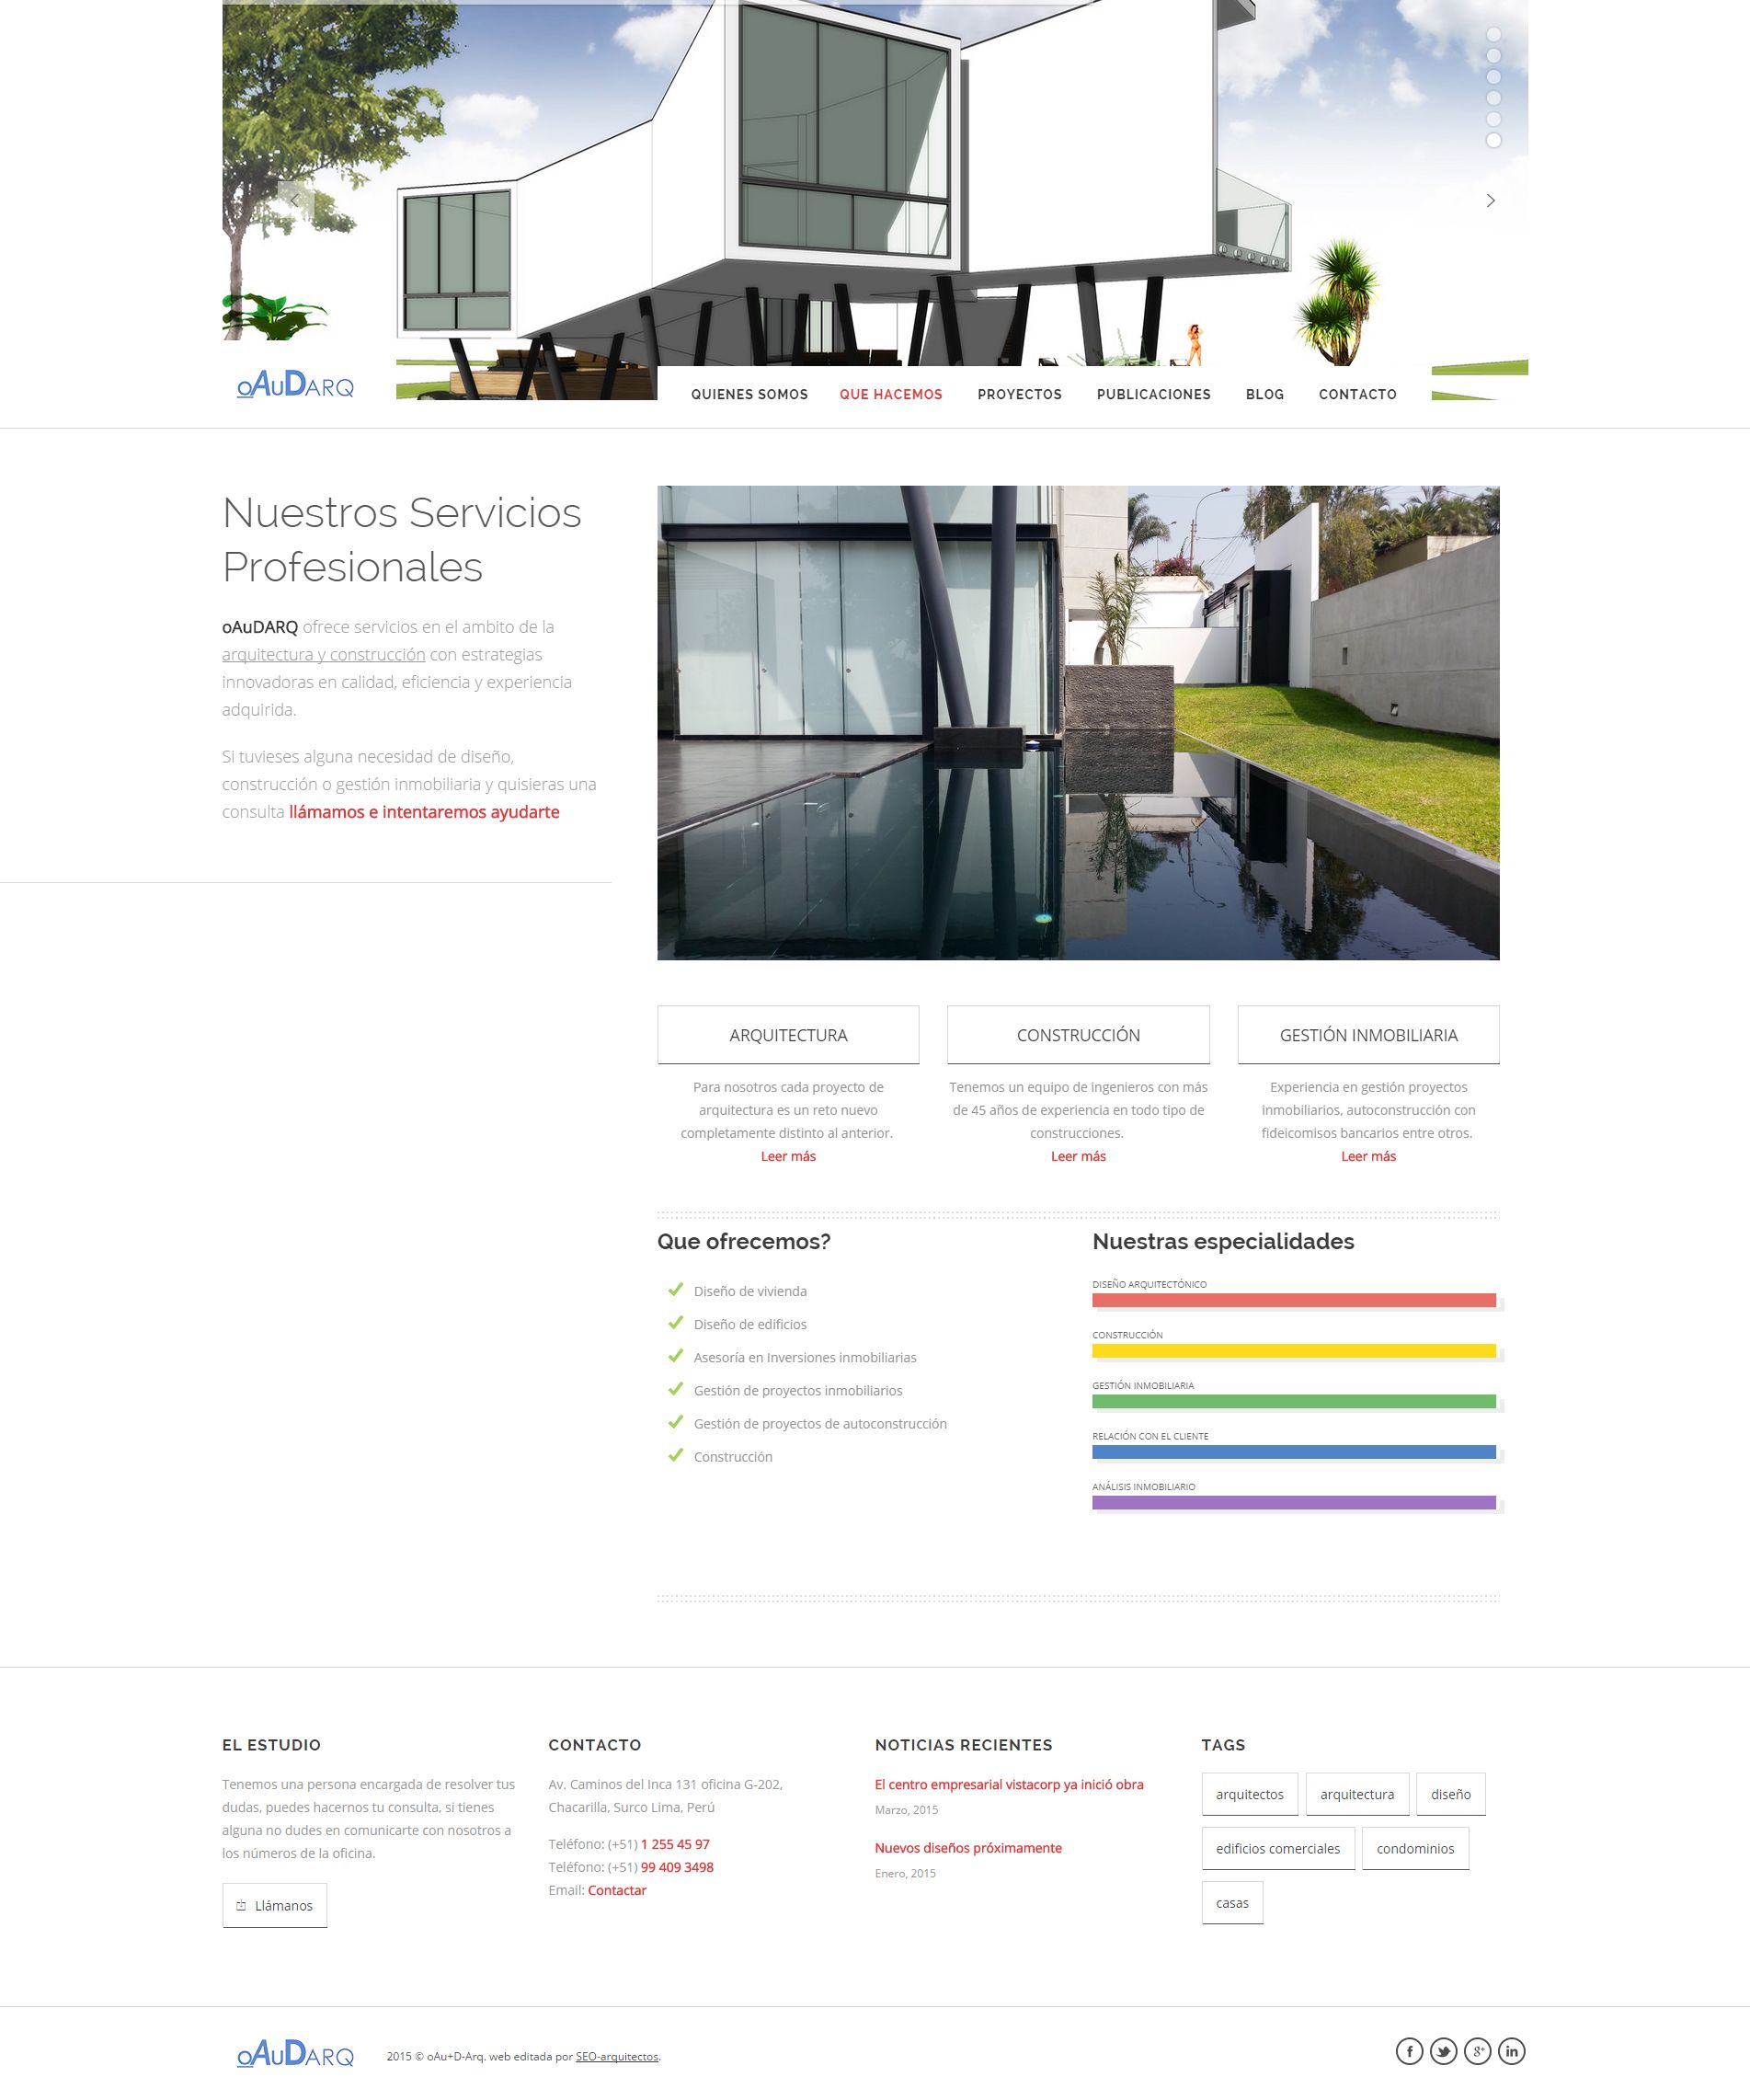 oAuDARQ
QUIENES SOMOS
QUE HACEMOS
PROYECTOS
PUBLICACIONES
BLOG
CONTACTO
Nuestros Servicios
Profesionales
oAuDARQ ofrece servicios en el ambito de la
arquitectura y construcción con estrategias
innovadoras en calidad, eficiencia y experiencia
adquirida.
Si tuvieses alguna necesidad de diseño,
construcción o gestión inmobiliaria y quisieras una
consulta llámamos e intentaremos ayudarte
ARQUITECTURA
Para nosotros cada proyecto de
arquitectura es un reto nuevo
completamente distinto al anterior.
Leer más
CONSTRUCCIÓN
Tenemos un equipo de ingenieros con más
de 45 años de experiencia en todo tipo de
construcciones.
Leer más
GESTIÓN INMOBILIARIA
Experiencia en gestión proyectos
inmobiliarios, autoconstrucción con
fideicomisos bancarios entre otros.
Leer más
Que ofrecemos?
Diseño de vivienda
Diseño de edificios
Asesoría en Inversiones inmobiliarias
Gestión de proyectos inmobiliarios
Gestión de proyectos de autoconstrucción
Construcción
Nuestras especialidades
DISEÑO ARQUITECTÓNICO
CONSTRUCCIÓN
GESTIÓN INMOBILIARIA
RELACIÓN CON EL CLIENTE
ANÁLISIS INMOBILIARIO
EL ESTUDIO
Tenemos una persona encargada de resolver tus
dudas, puedes hacernos tu consulta, si tienes
alguna no dudes en comunicarte con nosotros a
los números de la oficina.
Llámanos
CONTACTO
Av. Caminos del Inca 131 oficina G-202,
Chacarilla, Surco Lima, Perú
Teléfono: (+51) 1 255 45 97
Teléfono: (+51) 99 409 3498
Email: Contactar
NOTICIAS RECIENTES
El centro empresarial vistacorp ya inició obra
Marzo, 2015
Nuevos diseños próximamente
Enero, 2015
TAGS
arquitectos
arquitectura
diseño
edificios comerciales
condominios
casas
oAuDARQ
2015 © oAu+D-Arq. web editada por SEO-arquitectos.